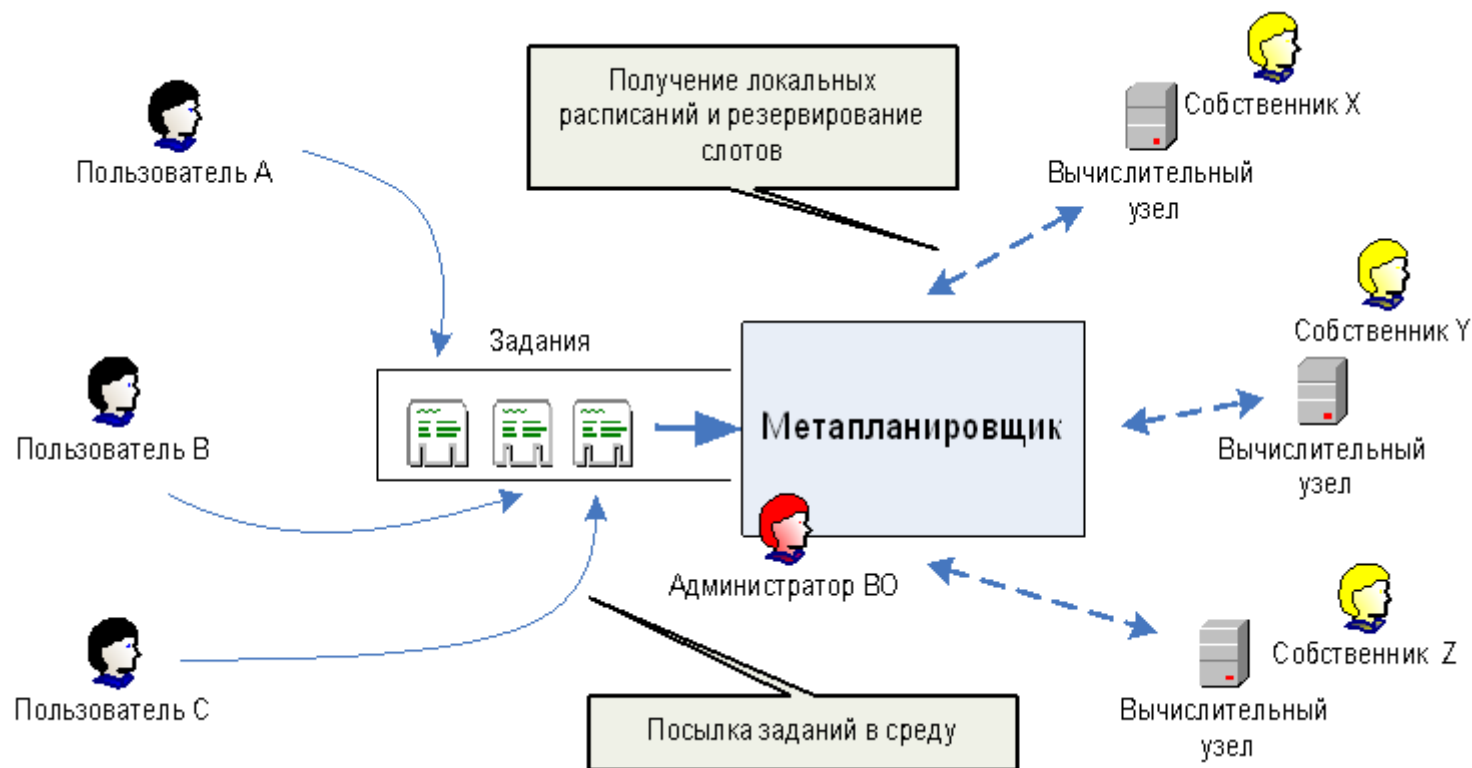 Получение локальных
расписаний и резервирование
слотов
Собственник X
Пользователь А
Вычислительный
узел
Собственник Y
Задания
Метапланировщик
Пользователь В
Вычислительный
узел
Администратор ВО
Собственник Z
Пользователь С
Вычислительный
узел
Посылка заданий в среду